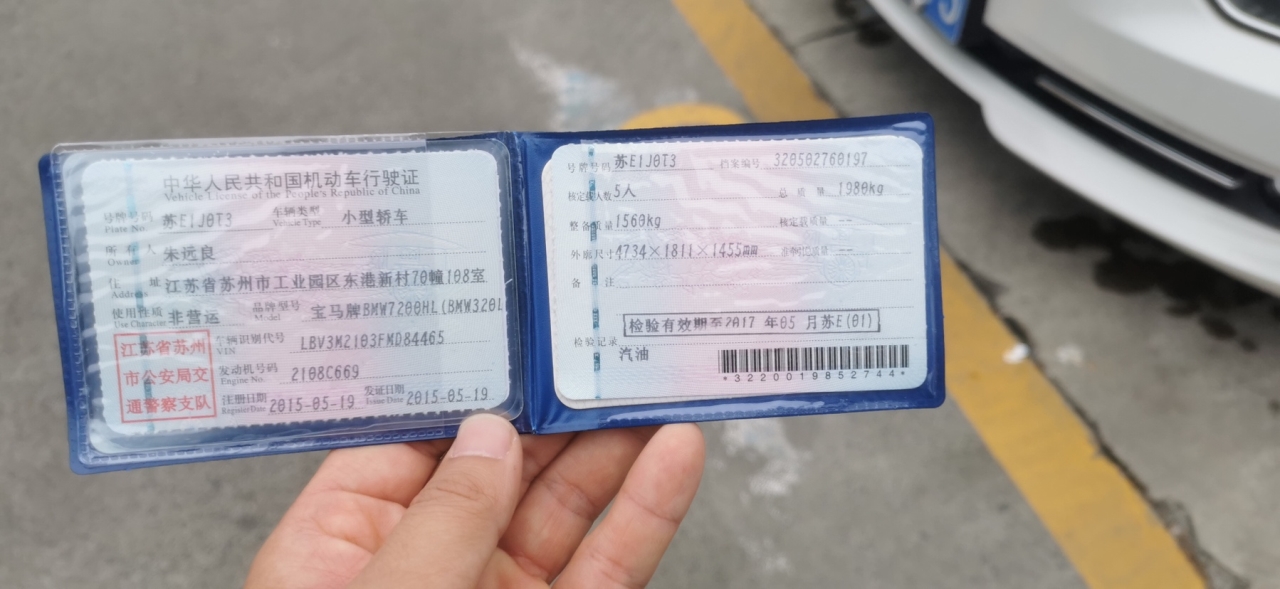 中华人民共和国机动车行驶证
Vehicle License of the People's Republic of China
号牌号码 苏E1J0T3 车辆类型 小型轿车
Plate No. Vehicle Type
所有人 朱远良
Owner
住址 江苏省苏州市工业园区东港新村70幢108室
Address
使用性质 非营运 品牌型号 宝马牌BMW7200HL(BMW320L
Use Character Model
江苏省苏州
市公安局交
通警察支队
车辆识别代号 LBV3M2103FMD84465
VIN
发动机号码 2108C669
Engine No.
注册日期 2015-05-19 发证日期 2015-05-19
Register Date Issue Date
号牌号码 苏E1J0T3 档案编号 320502760197
核定载人数 5人 总质量 1980kg
整备质量 1560kg 核定载质量 --
外廓尺寸 4734×1811×1455mm 准牵引总质量 --
备注
检验有效期至2017 年05 月苏E(01)
检验记录
汽油
*3220019852744*